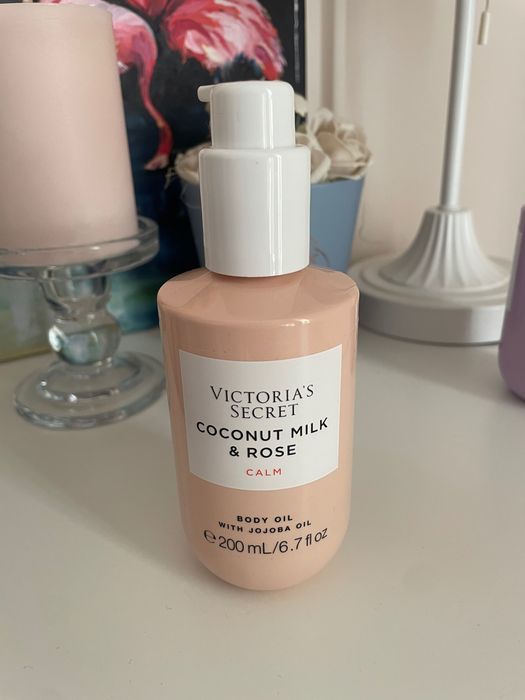 VICTORIA'S
SECRET
COCONUT MILK
& ROSE
CALM
BODY OIL
WITH JOJOBA OIL
℮ 200 mL/6.7 fl oz